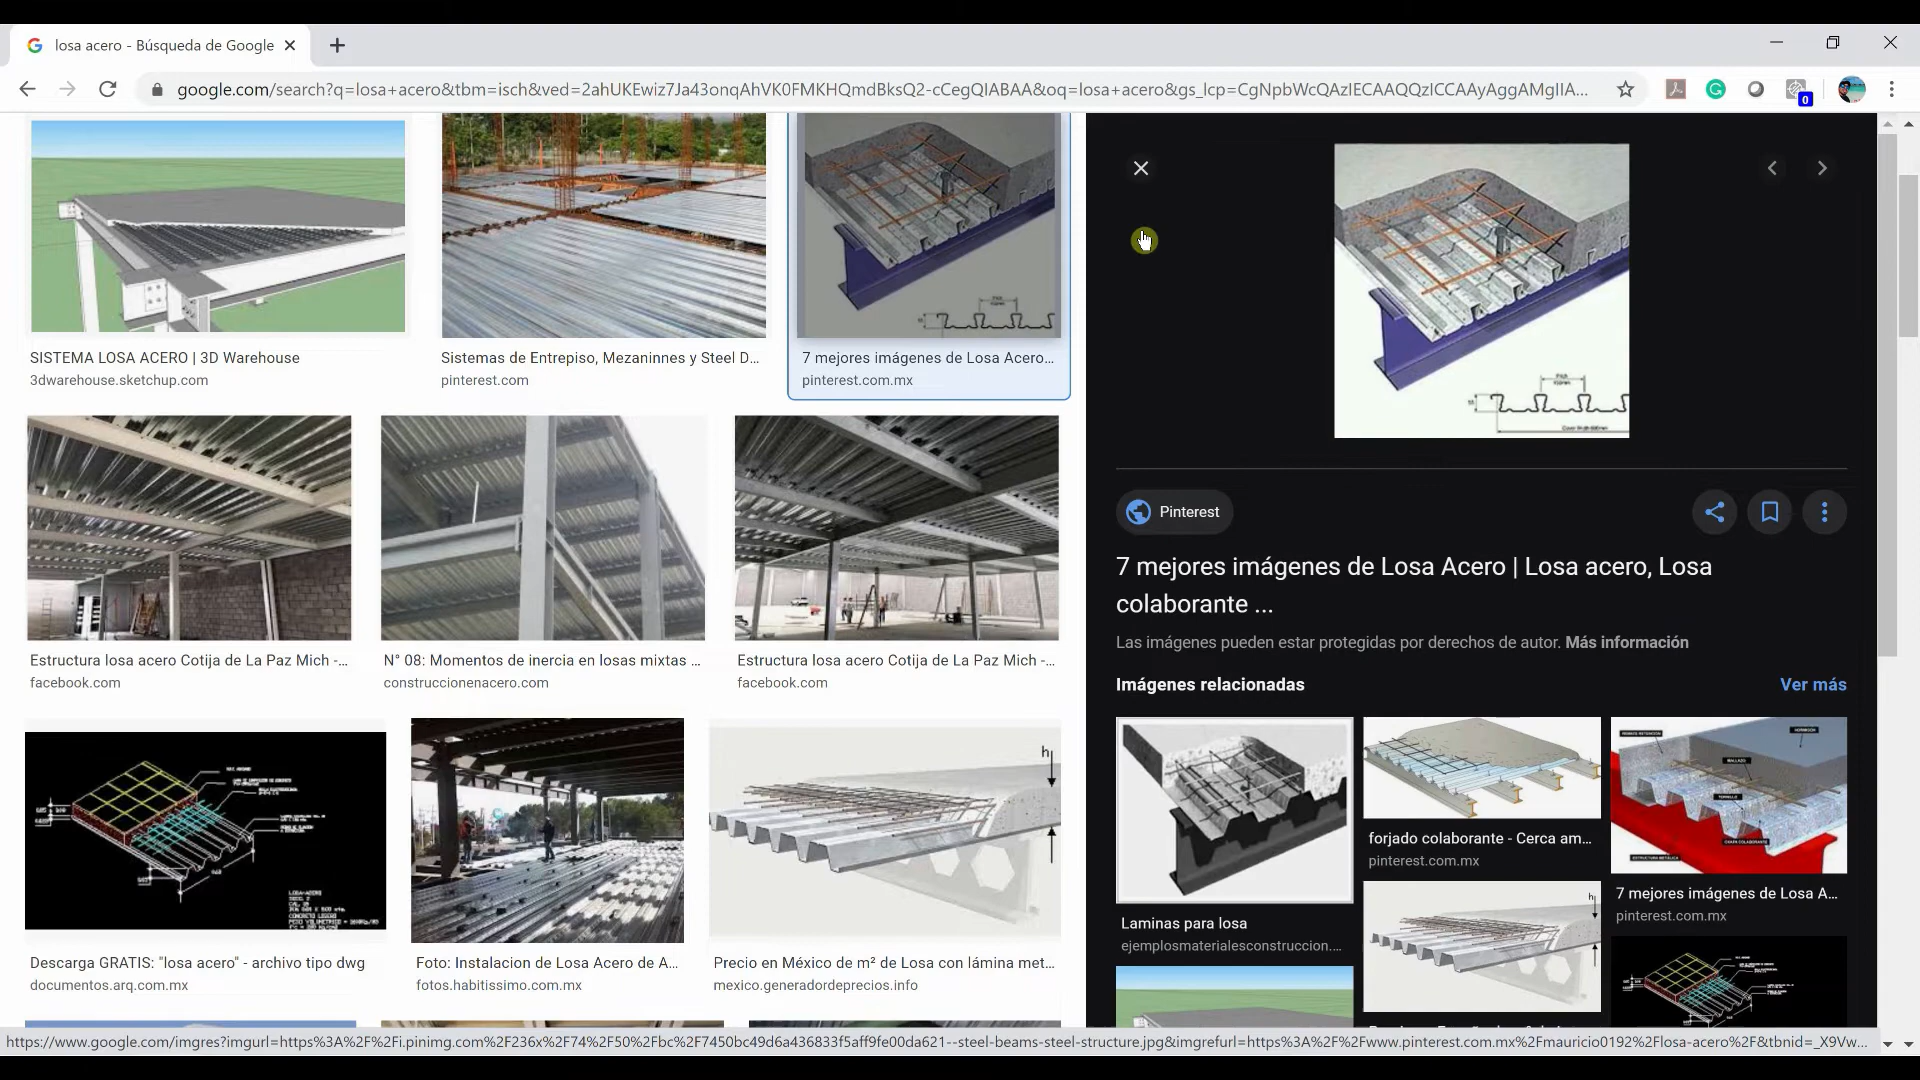 losa acero - Búsqueda de Google
google.com/search?q=losa+acero&tbm=isch&ved=2ahUKEwiz7Ja43onqAhVK0FMKHQmdBksQ2-cCegQIABAA&oq=losa+acero&gs_lcp=CgNpbWcQAzIECAAQQzICCAAyAggAMgIIA...
0
SISTEMA LOSA ACERO | 3D Warehouse
3dwarehouse.sketchup.com
Sistemas de Entrepiso, Mezaninnes y Steel D...
pinterest.com
7 mejores imágenes de Losa Acero...
pinterest.com.mx
Estructura losa acero Cotija de La Paz Mich -...
facebook.com
N° 08: Momentos de inercia en losas mixtas ...
construccionenacero.com
Estructura losa acero Cotija de La Paz Mich -...
facebook.com
h
Descarga GRATIS: "losa acero" - archivo tipo dwg
documentos.arq.com.mx
Foto: Instalacion de Losa Acero de A...
fotos.habitissimo.com.mx
Precio en México de m² de Losa con lámina met...
mexico.generadordeprecios.info
Pinterest
7 mejores imágenes de Losa Acero | Losa acero, Losa
colaborante ...
Las imágenes pueden estar protegidas por derechos de autor. Más información
Imágenes relacionadas
Ver más
Laminas para losa
ejemplosmaterialesconstruccion....
forjado colaborante - Cerca am...
pinterest.com.mx
7 mejores imágenes de Losa A...
pinterest.com.mx
h
https://www.google.com/imgres?imgurl=https%3A%2F%2Fi.pinimg.com%2F236x%2F74%2F50%2Fbc%2F7450bc49d6a436833f5aff9fe00da621--steel-beams-steel-structure.jpg&imgrefurl=https%3A%2F%2Fwww.pinterest.com.mx%2Fmauricio0192%2Flosa-acero%2F&tbnid=_X9Vw...